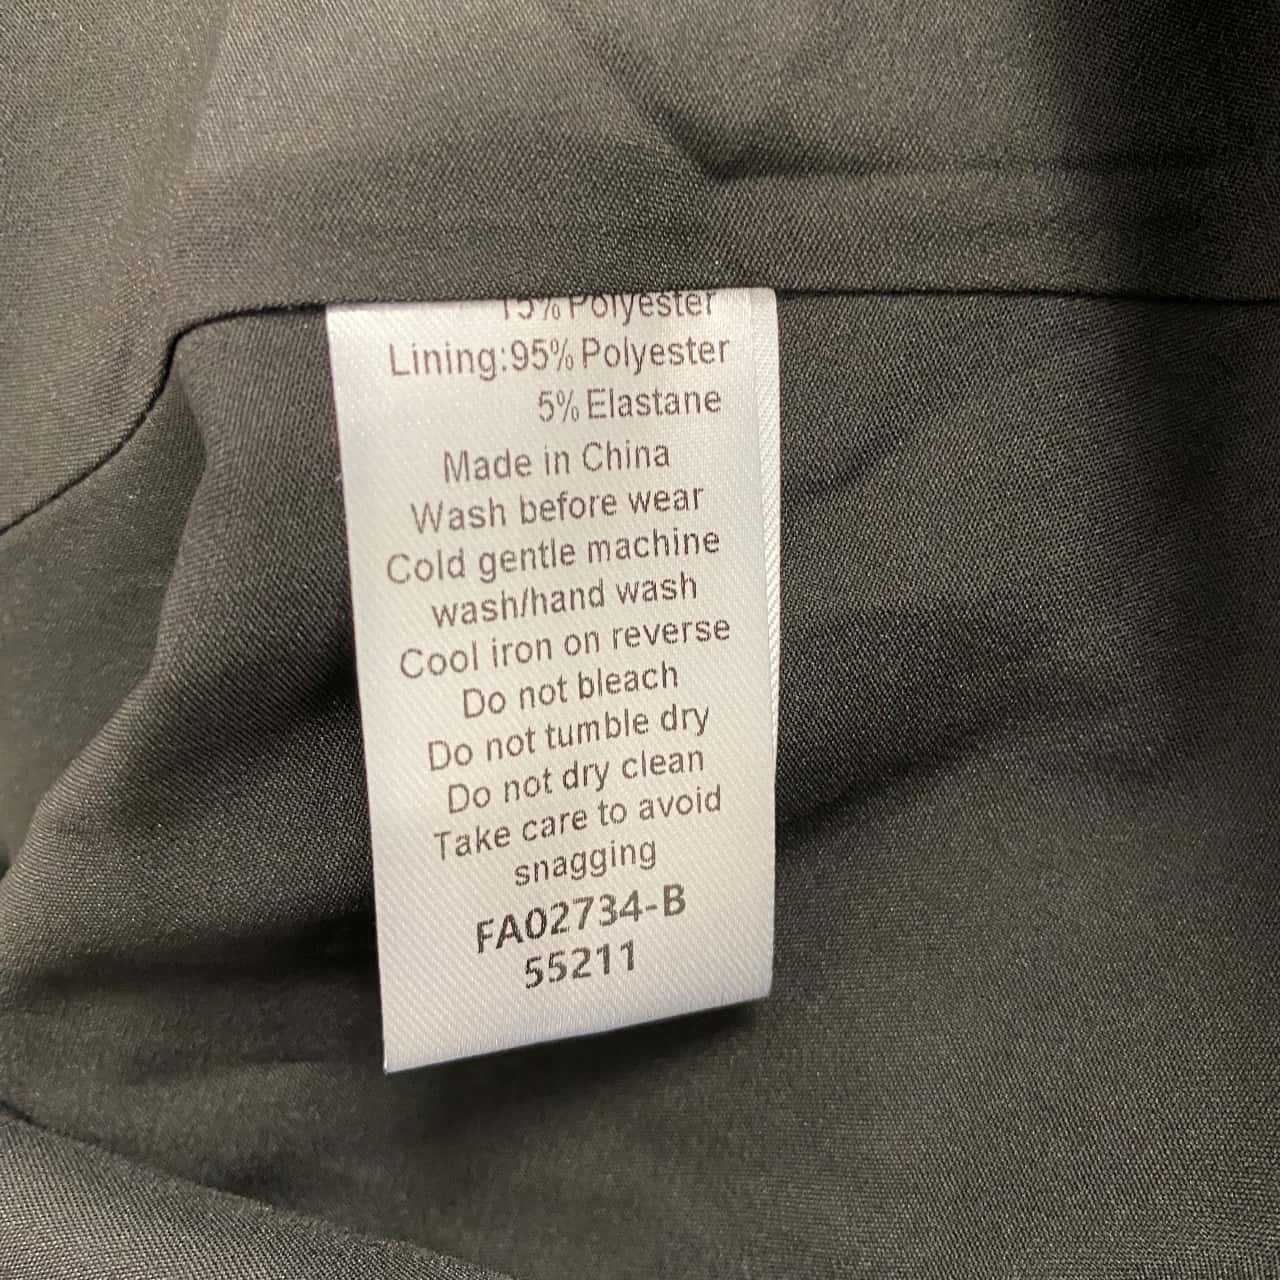 15% Polyester
Lining:95% Polyester
5% Elastane
Made in China
Wash before wear
Cold gentle machine
wash/hand wash
Cool iron on reverse
Do not bleach
Do not tumble dry
Do not dry clean
Take care to avoid
snagging
FA02734-B
55211